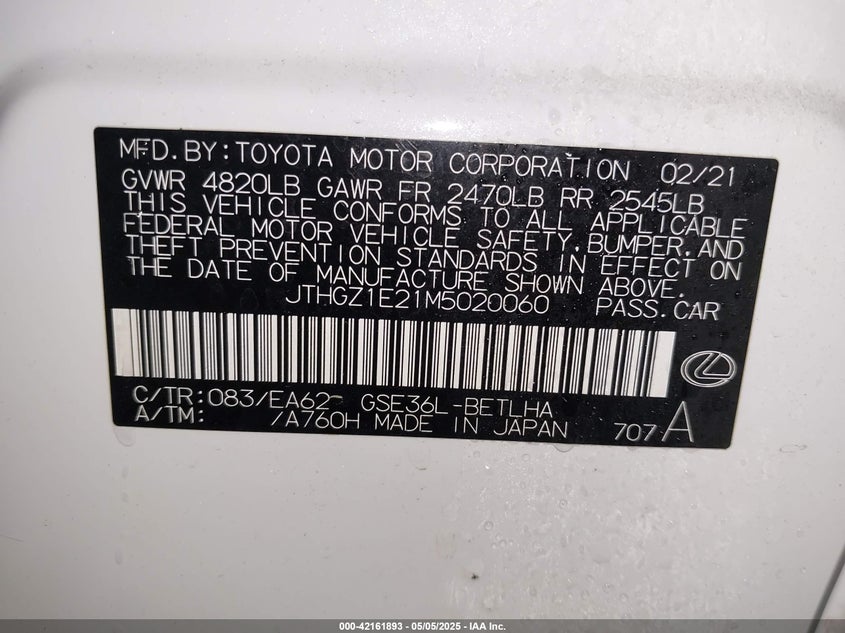 MFD.BY:TOYOTA MOTOR CORPORATION 02/21
GVWR 4820LB GAWR FR 2470LB RR 2545LB
THIS VEHICLE CONFORMS TO ALL APPLICABLE
FEDERAL MOTOR VEHICLE SAFETY,BUMPER,AND
THEFT PREVENTION STANDARDS IN EFFECT ON
THE DATE OF MANUFACTURE SHOWN ABOVE.
JTHGZ1E21M5020060 PASS.CAR
C/TR:083/EA62 GSE36L-BETLHA
A/TM: /A760H MADE IN JAPAN 707 A
000-42161893 - 05/05/2025 - IAA Inc.